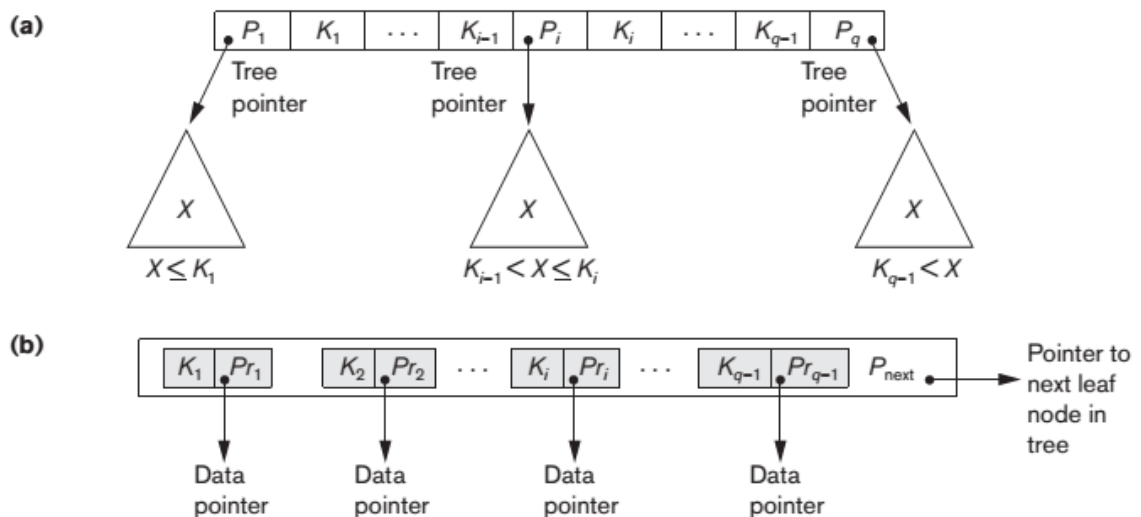 (a)
P1 K1 . . . Ki–1 Pi Ki . . . Kq–1 Pq
Tree pointer
Tree pointer
Tree pointer
X
X
X
X ≤ K1
Ki–1 < X ≤ Ki
Kq–1 < X
(b)
K1 Pr1 K2 Pr2 . . . Ki Pri . . . Kq–1 Prq–1 Pnext
Pointer to
next leaf
node in
tree
Data
pointer
Data
pointer
Data
pointer
Data
pointer